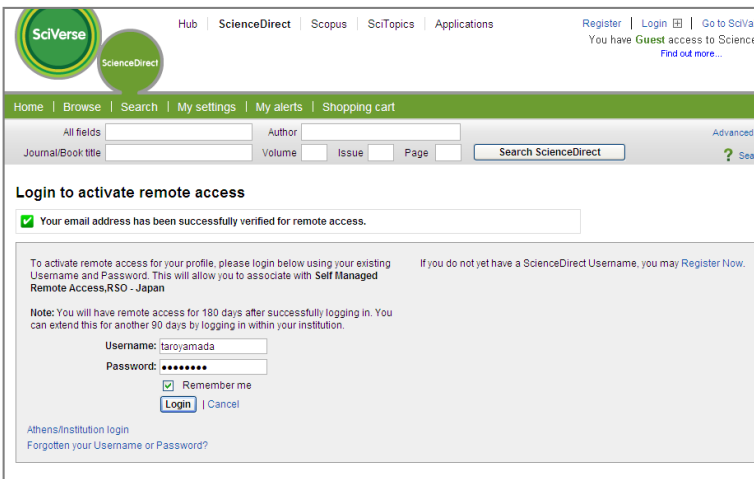 SciVerse
ScienceDirect
Hub | ScienceDirect | Scopus | SciTopics | Applications
Register | Login | Go to SciVa
You have Guest access to Science
Find out more...
Home | Browse | Search | My settings | My alerts | Shopping cart
All fields Author Advanced
Journal/Book title Volume Issue Page Search ScienceDirect ? Sea
Login to activate remote access
Your email address has been successfully verified for remote access.
To activate remote access for your profile, please login below using your existing
Username and Password. This will allow you to associate with Self Managed
Remote Access,RSO - Japan
If you do not yet have a ScienceDirect Username, you may Register Now.
Note: You will have remote access for 180 days after successfully logging in. You
can extend this for another 90 days by logging in within your institution.
Username: taroyamada
Password: ••••••••
Remember me
Login | Cancel
Athens/Institution login
Forgotten your Username or Password?